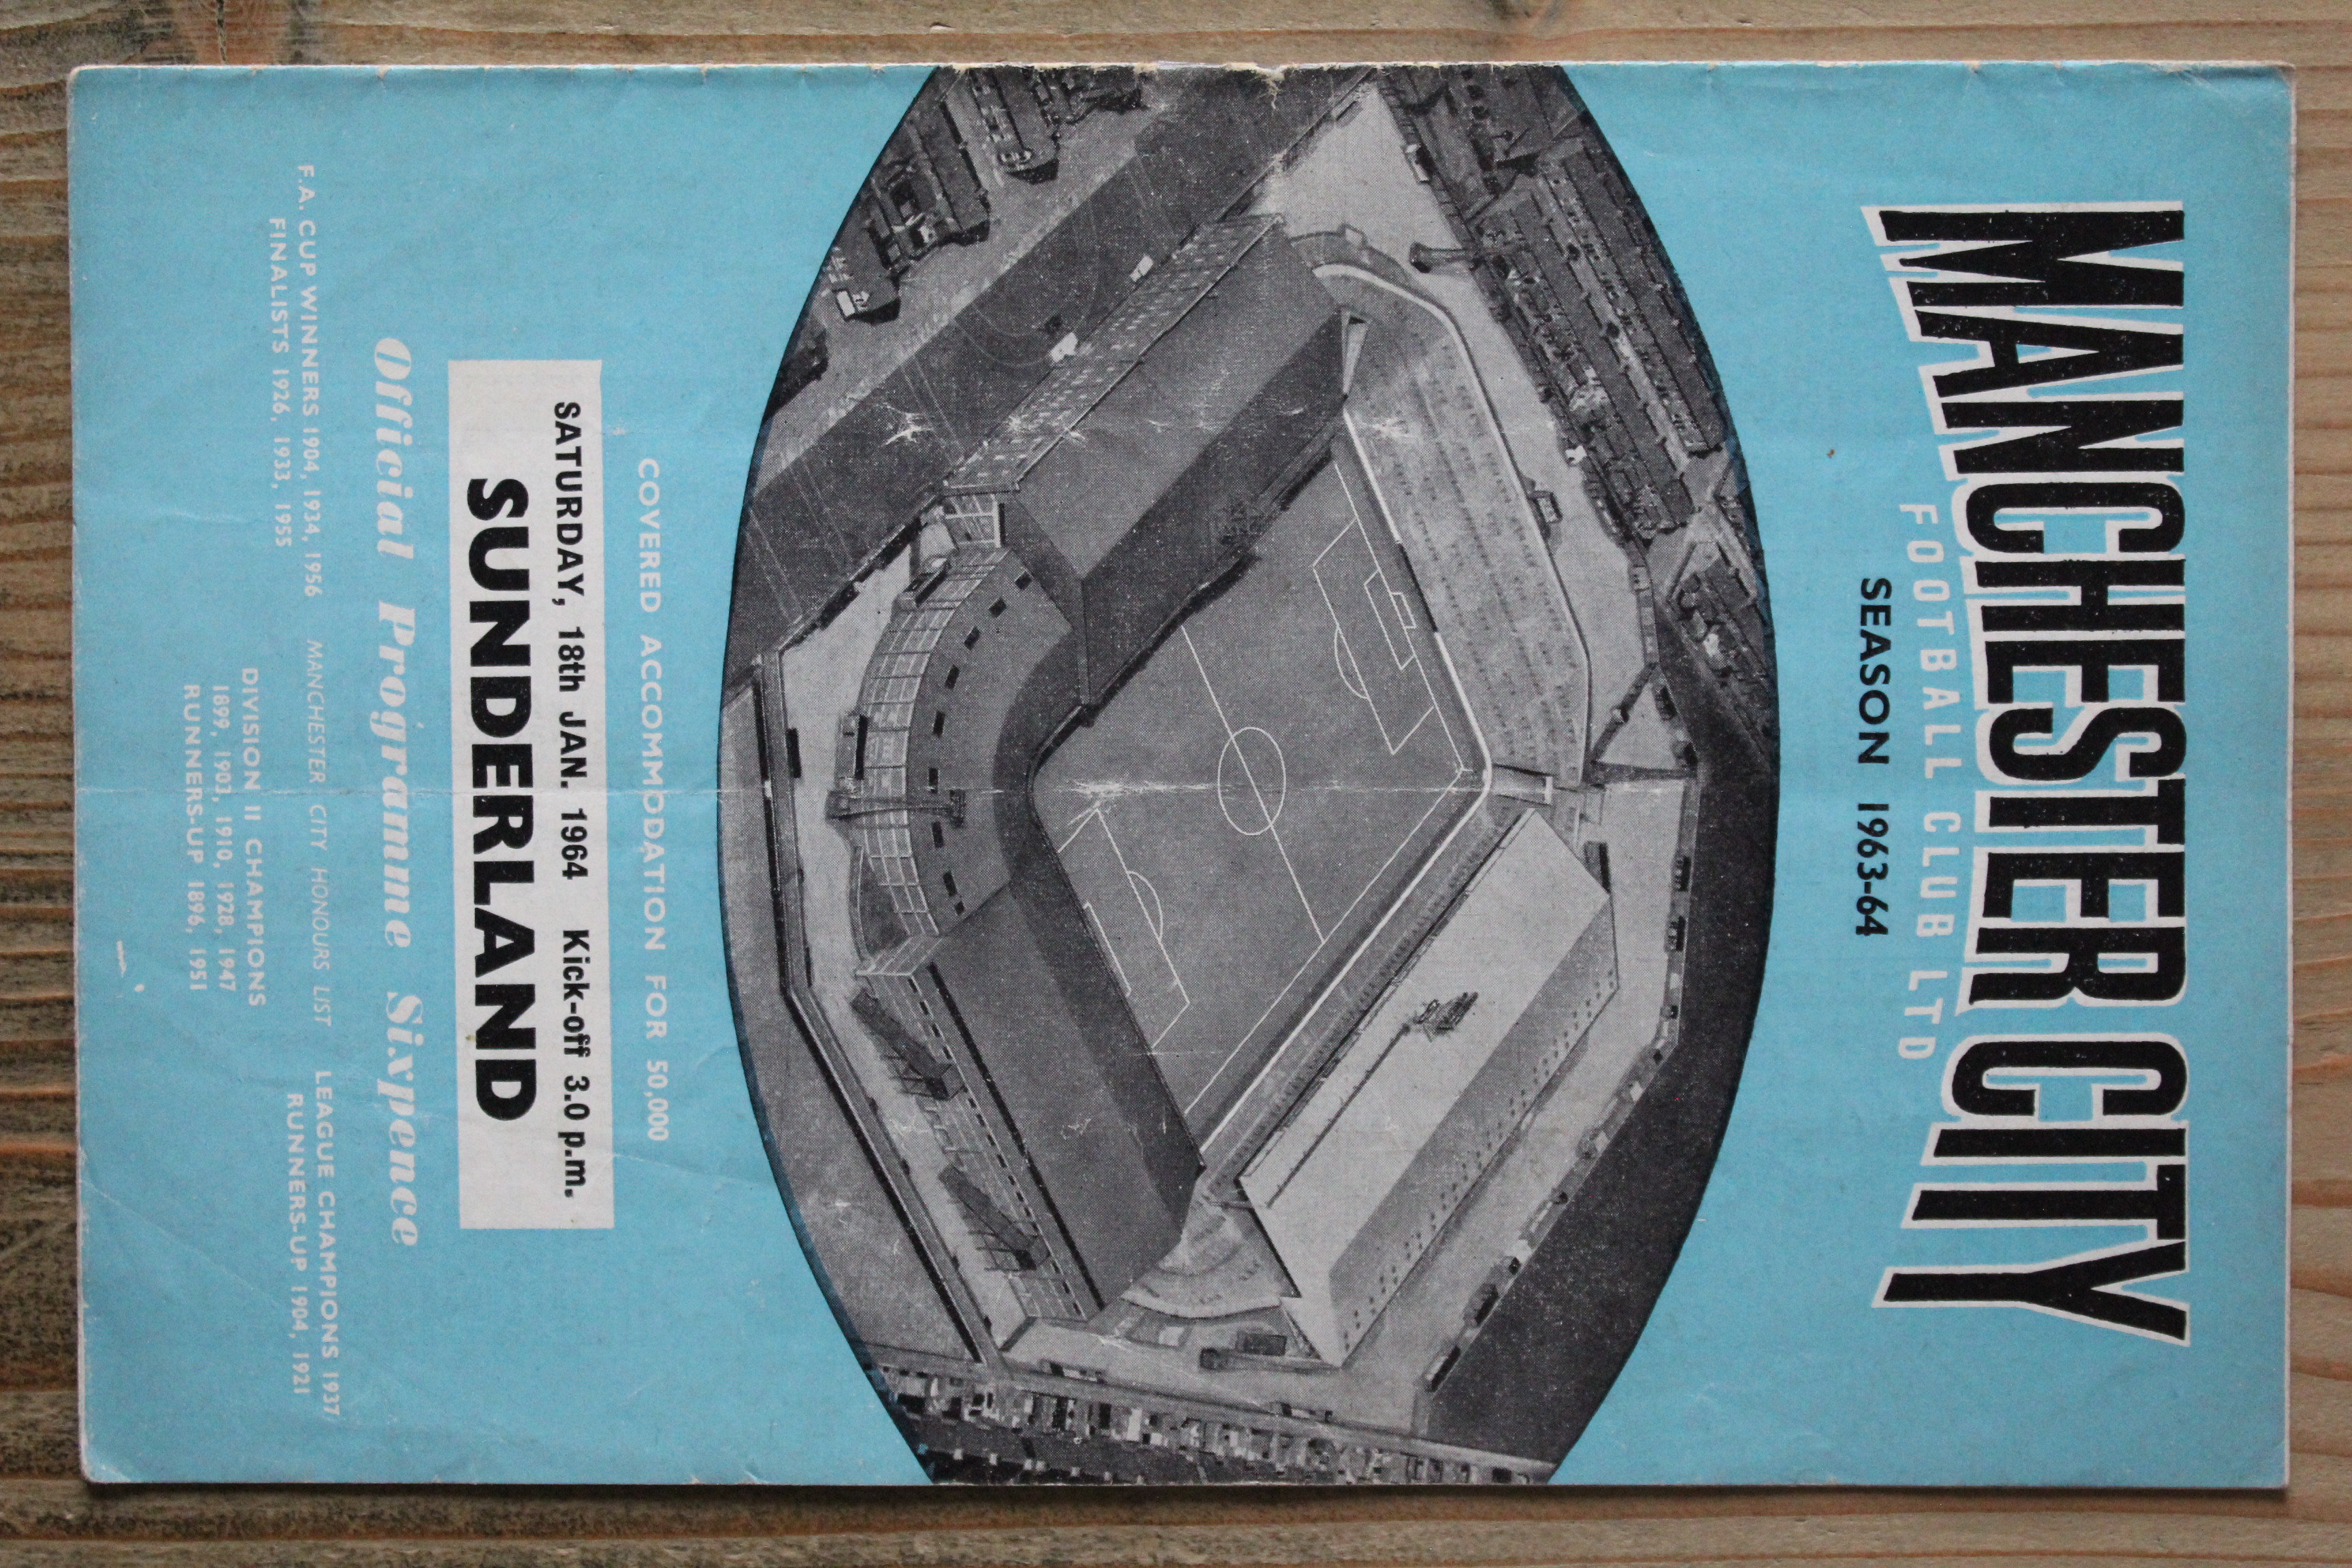 MANCHESTER CITY
FOOTBALL CLUB LTD
SEASON 1963-64
COVERED ACCOMMODATION FOR 50,000
SATURDAY, 18th JAN. 1964 Kick-off 3.0 p.m.
SUNDERLAND
Official Programme Sixpence
MANCHESTER CITY HONOURS LIST
F.A. CUP WINNERS 1904, 1934, 1956
FINALISTS 1926, 1933, 1955
LEAGUE CHAMPIONS 1937
RUNNERS-UP 1904, 1921
DIVISION II CHAMPIONS
1899, 1903, 1910, 1928, 1947
RUNNERS-UP 1896, 1951